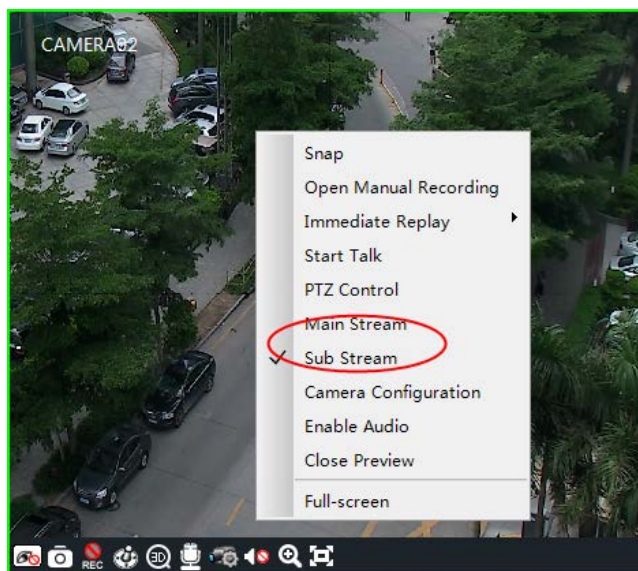 CAMERA02
Snap
Open Manual Recording
Immediate Replay
Start Talk
PTZ Control
Main Stream
Sub Stream
Camera Configuration
Enable Audio
Close Preview
Full-screen
REC
3D